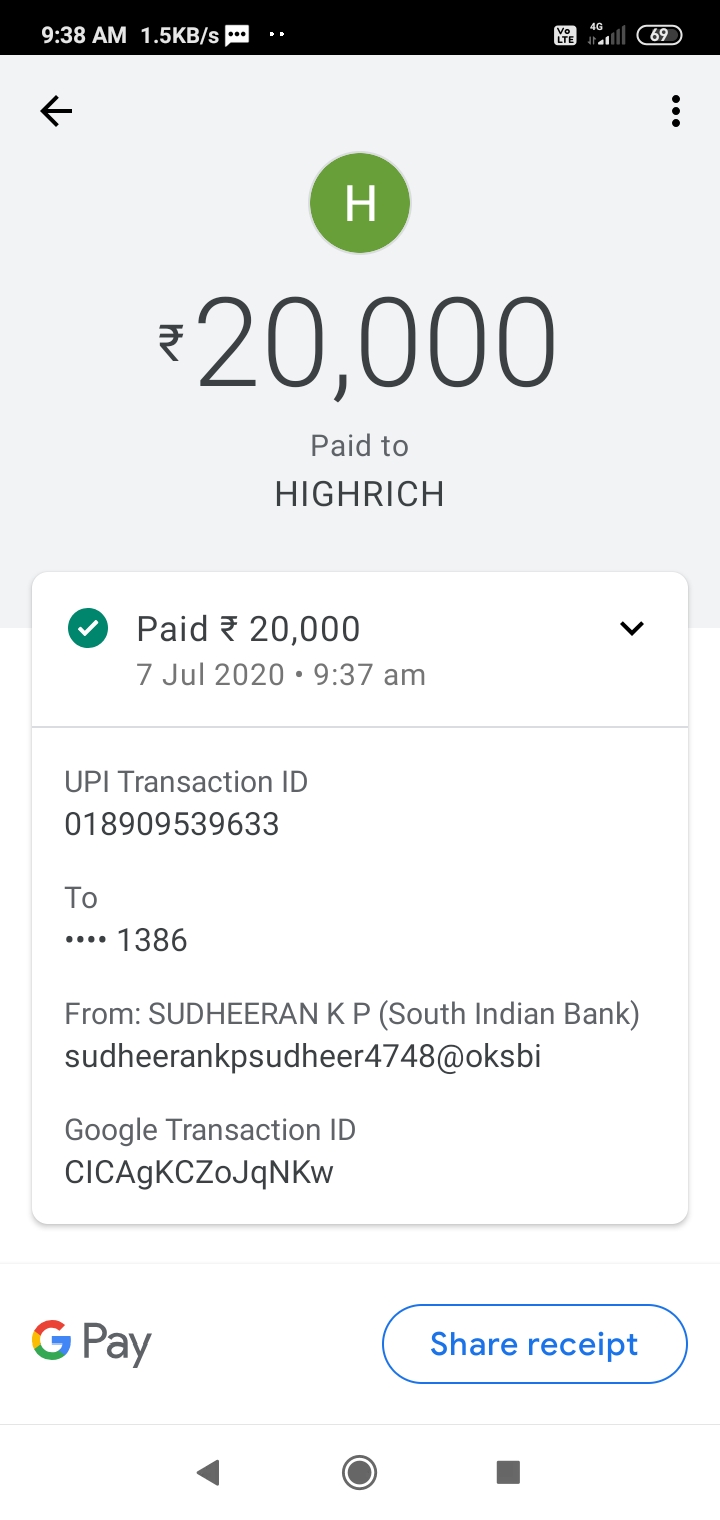 9:38 AM 1.5KB/s
Vo LTE 4G 69
H
₹20,000
Paid to
HIGHRICH
Paid ₹ 20,000
7 Jul 2020 • 9:37 am
UPI Transaction ID
018909539633
To
•••• 1386
From: SUDHEERAN K P (South Indian Bank)
sudheerankpsudheer4748@oksbi
Google Transaction ID
CICAgKCZoJqNKw
G Pay
Share receipt